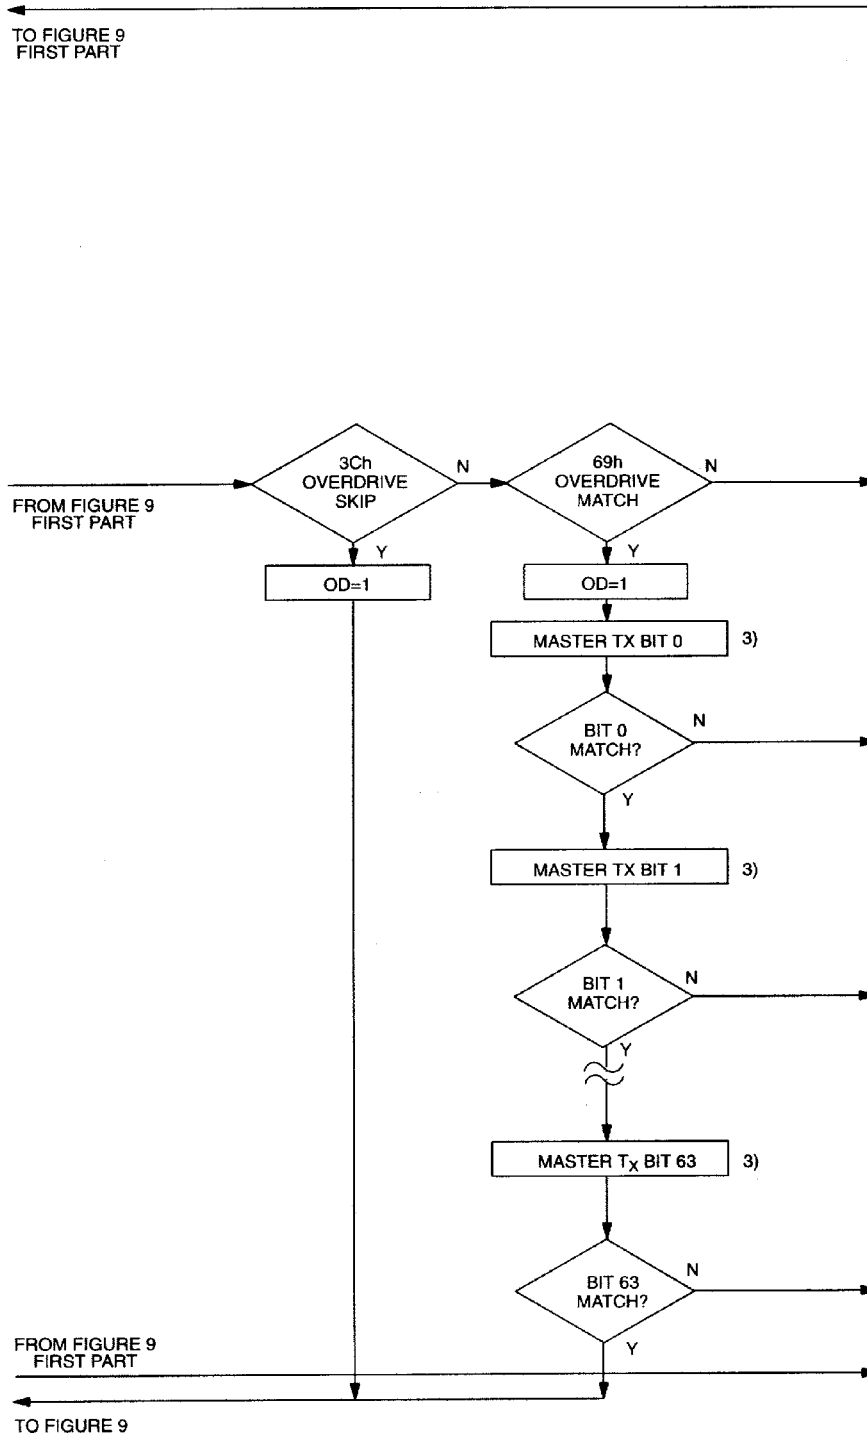 TO FIGURE 9
FIRST PART
3Ch
OVERDRIVE
SKIP
N
69h
OVERDRIVE
MATCH
N
FROM FIGURE 9
FIRST PART
Y
Y
OD=1
OD=1
MASTER TX BIT 0
3)
BIT 0
MATCH?
N
Y
MASTER TX BIT 1
3)
BIT 1
MATCH?
N
Y
MASTER TX BIT 63
3)
BIT 63
MATCH?
N
Y
FROM FIGURE 9
FIRST PART
TO FIGURE 9